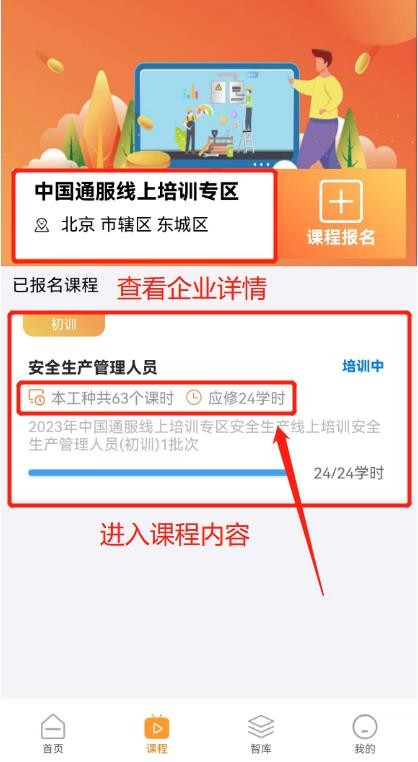 中国通服线上培训专区
北京 市辖区 东城区
课程报名
已报名课程
查看企业详情
初训
安全生产管理人员
培训中
本工种共63个课时
应修24学时
2023年中国通服线上培训专区安全生产线上培训安全
生产管理人员(初训)1批次
24/24学时
进入课程内容
首页
课程
智库
我的